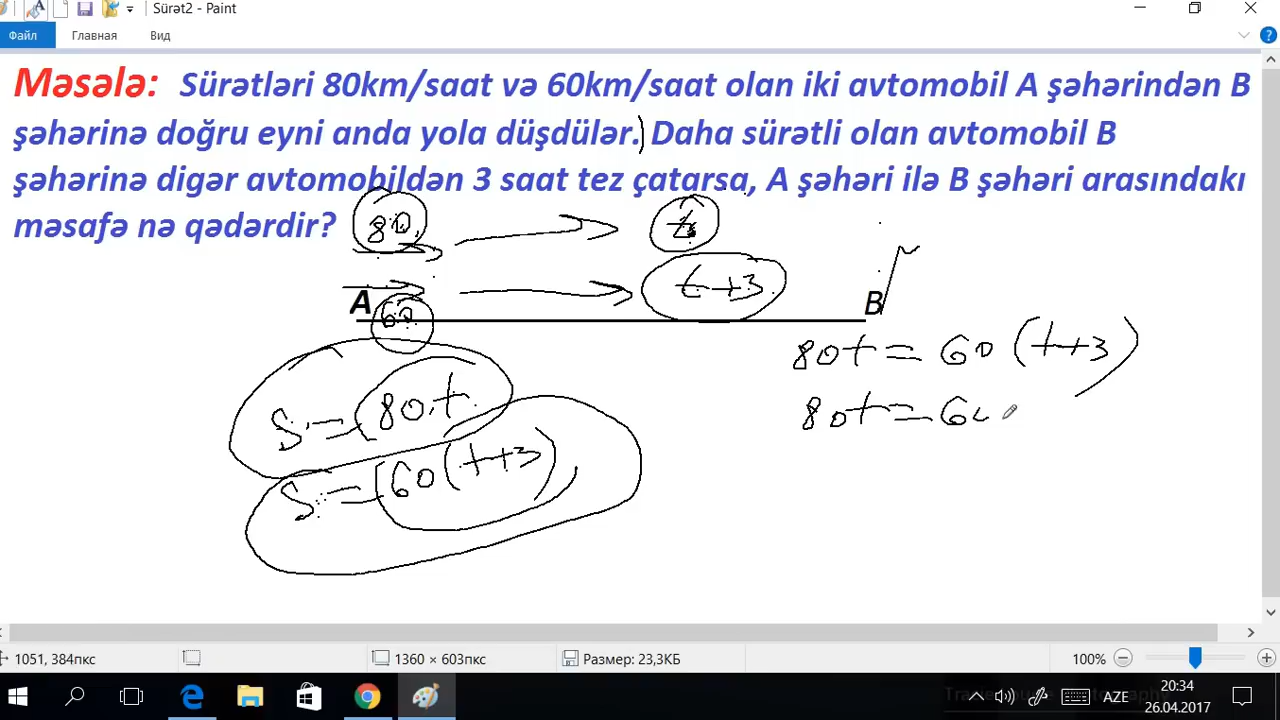 Sürət2 - Paint
Файл Главная Вид
Məsələ: Sürətləri 80km/saat və 60km/saat olan iki avtomobil A şəhərindən B
şəhərinə doğru eyni anda yola düşdülər. Daha sürətli olan avtomobil B
şəhərinə digər avtomobildən 3 saat tez çatarsa, A şəhəri ilə B şəhəri arasındakı
məsafə nə qədərdir?
80 t
t+3
A B
60
80t = 60(t+3)
S = 80t
80t = 60
S = 60(t+3)
1051, 384пкс 1360 × 603пкс Размер: 23,3КБ 100%
20:34
AZE
26.04.2017